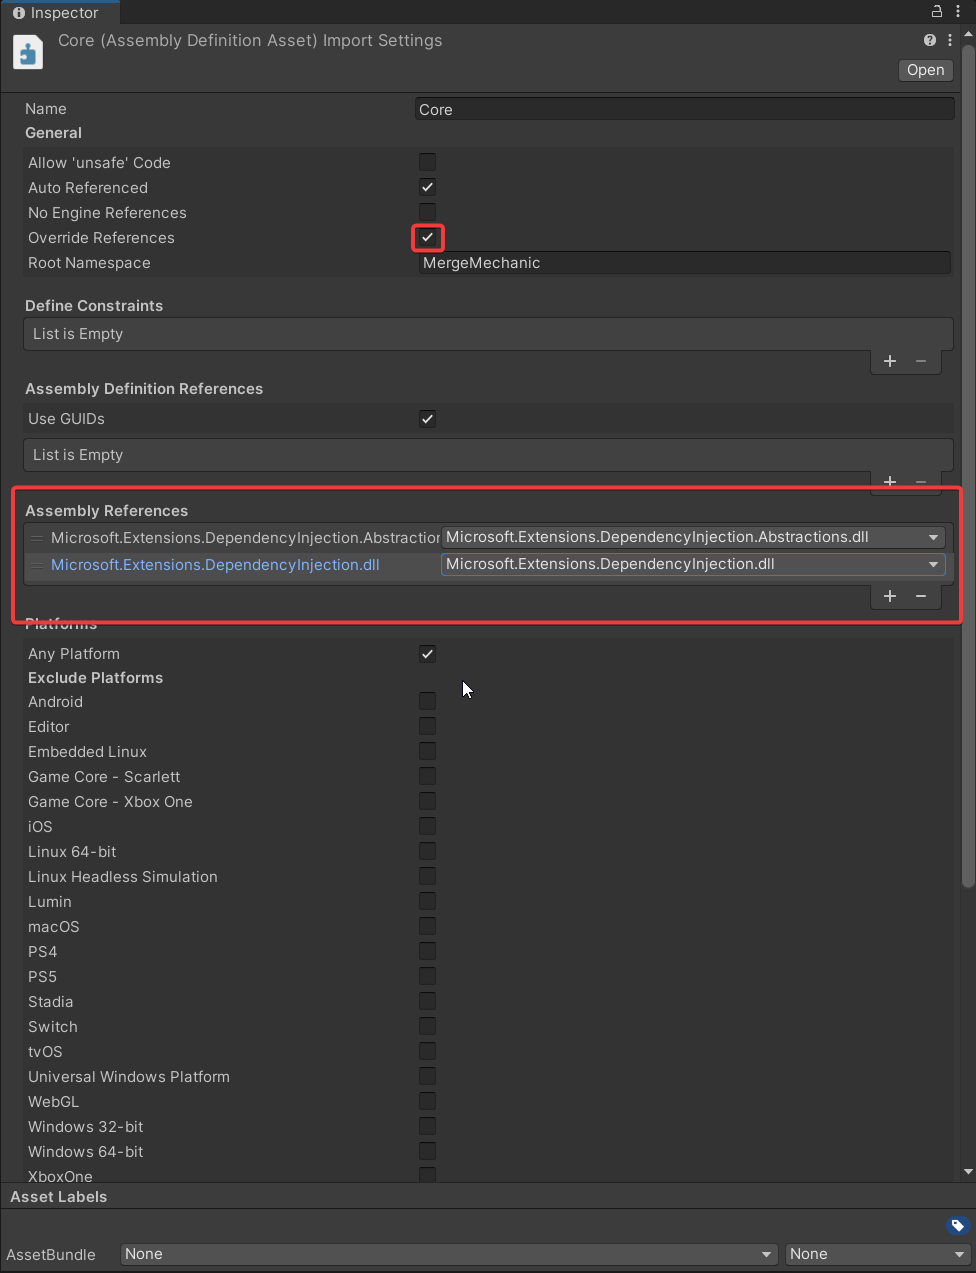 Inspector
Core (Assembly Definition Asset) Import Settings
Open
Name Core
General
Allow 'unsafe' Code
Auto Referenced
No Engine References
Override References
Root Namespace MergeMechanic
Define Constraints
List is Empty
Assembly Definition References
Use GUIDs
List is Empty
Assembly References
Microsoft.Extensions.DependencyInjection.Abstraction Microsoft.Extensions.DependencyInjection.Abstractions.dll
Microsoft.Extensions.DependencyInjection.dll Microsoft.Extensions.DependencyInjection.dll
Platforms
Any Platform
Exclude Platforms
Android
Editor
Embedded Linux
Game Core - Scarlett
Game Core - Xbox One
iOS
Linux 64-bit
Linux Headless Simulation
Lumin
macOS
PS4
PS5
Stadia
Switch
tvOS
Universal Windows Platform
WebGL
Windows 32-bit
Windows 64-bit
XboxOne
Asset Labels
AssetBundle None None